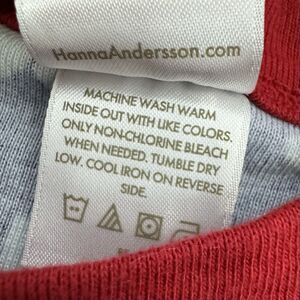 HannaAndersson.com
MACHINE WASH WARM
INSIDE OUT WITH LIKE COLORS.
ONLY NON-CHLORINE BLEACH
WHEN NEEDED. TUMBLE DRY
LOW. COOL IRON ON REVERSE
SIDE.